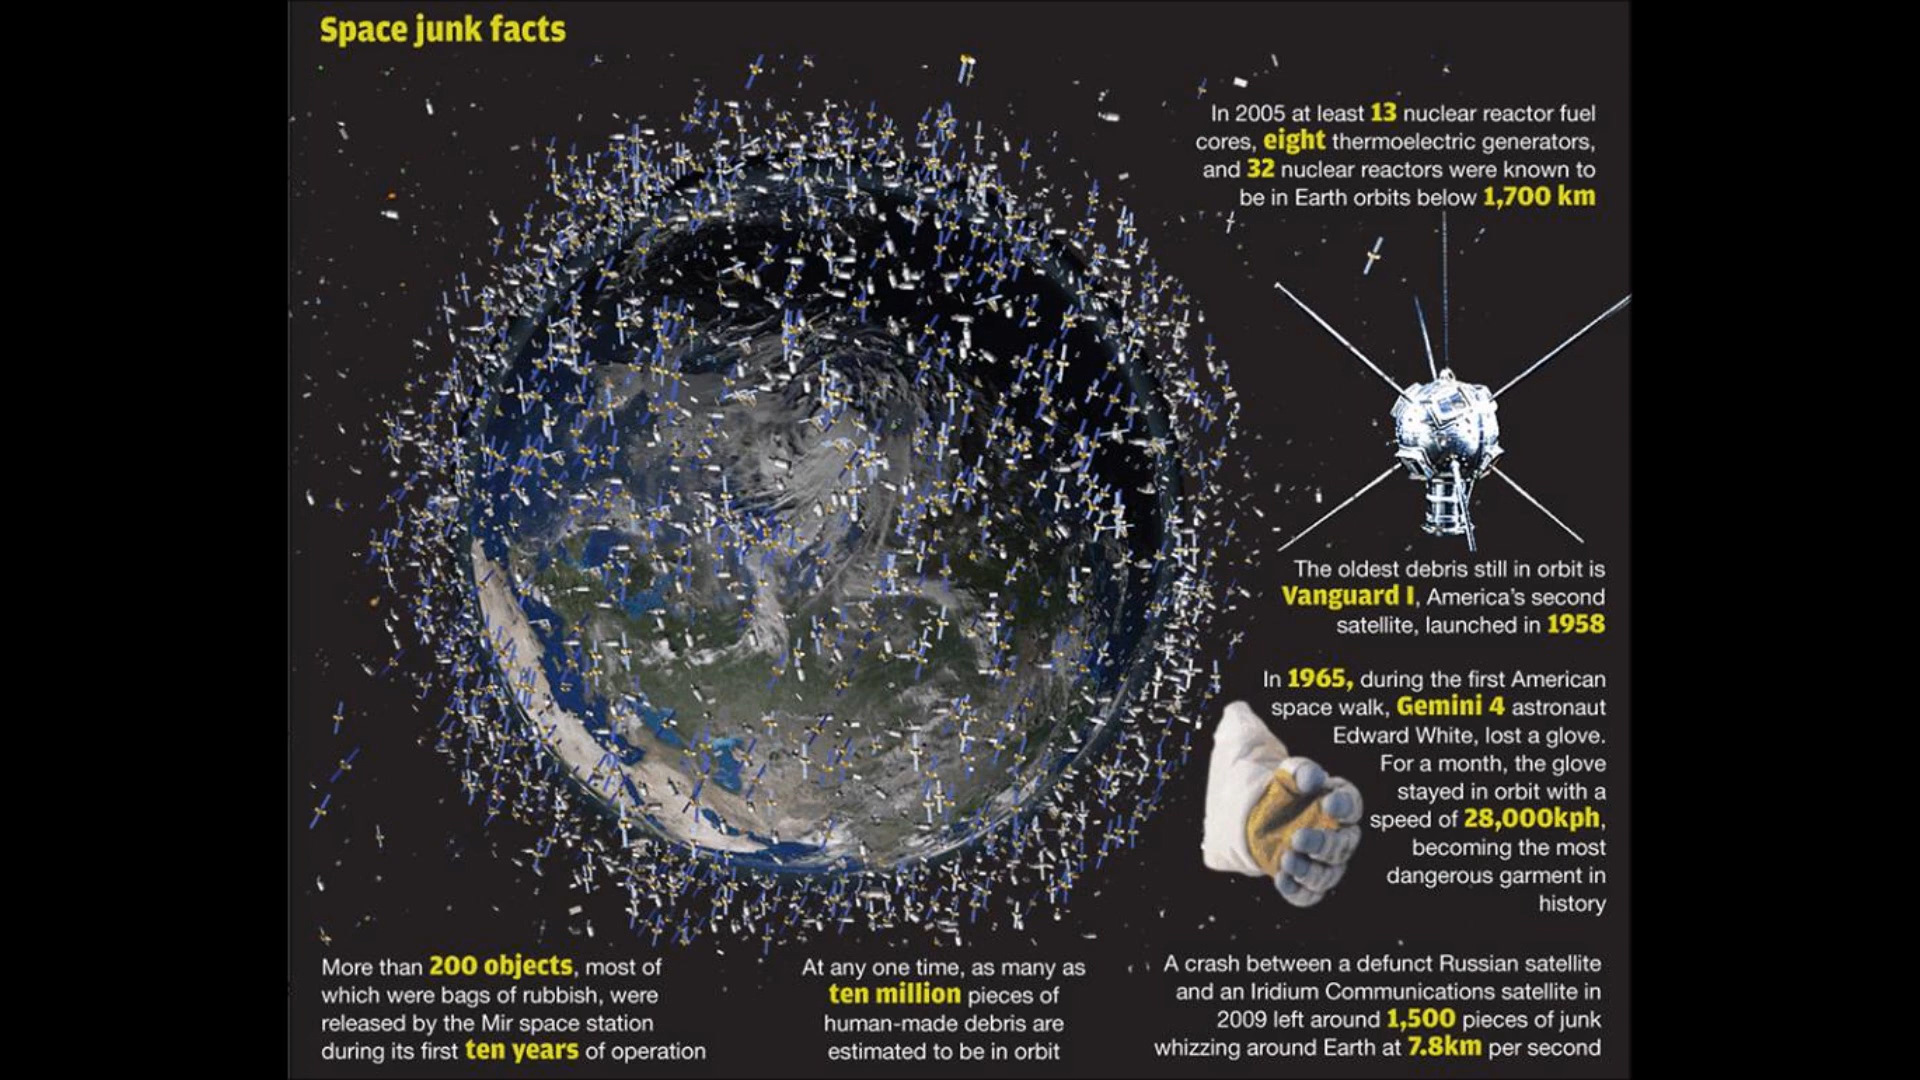 Space junk facts
In 2005 at least 13 nuclear reactor fuel
cores, eight thermoelectric generators,
and 32 nuclear reactors were known to
be in Earth orbits below 1,700 km
The oldest debris still in orbit is
Vanguard I, America's second
satellite, launched in 1958
In 1965, during the first American
space walk, Gemini 4 astronaut
Edward White, lost a glove.
For a month, the glove
stayed in orbit with a
speed of 28,000kph,
becoming the most
dangerous garment in
history
More than 200 objects, most of
which were bags of rubbish, were
released by the Mir space station
during its first ten years of operation
At any one time, as many as
ten million pieces of
human-made debris are
estimated to be in orbit
A crash between a defunct Russian satellite
and an Iridium Communications satellite in
2009 left around 1,500 pieces of junk
whizzing around Earth at 7.8km per second